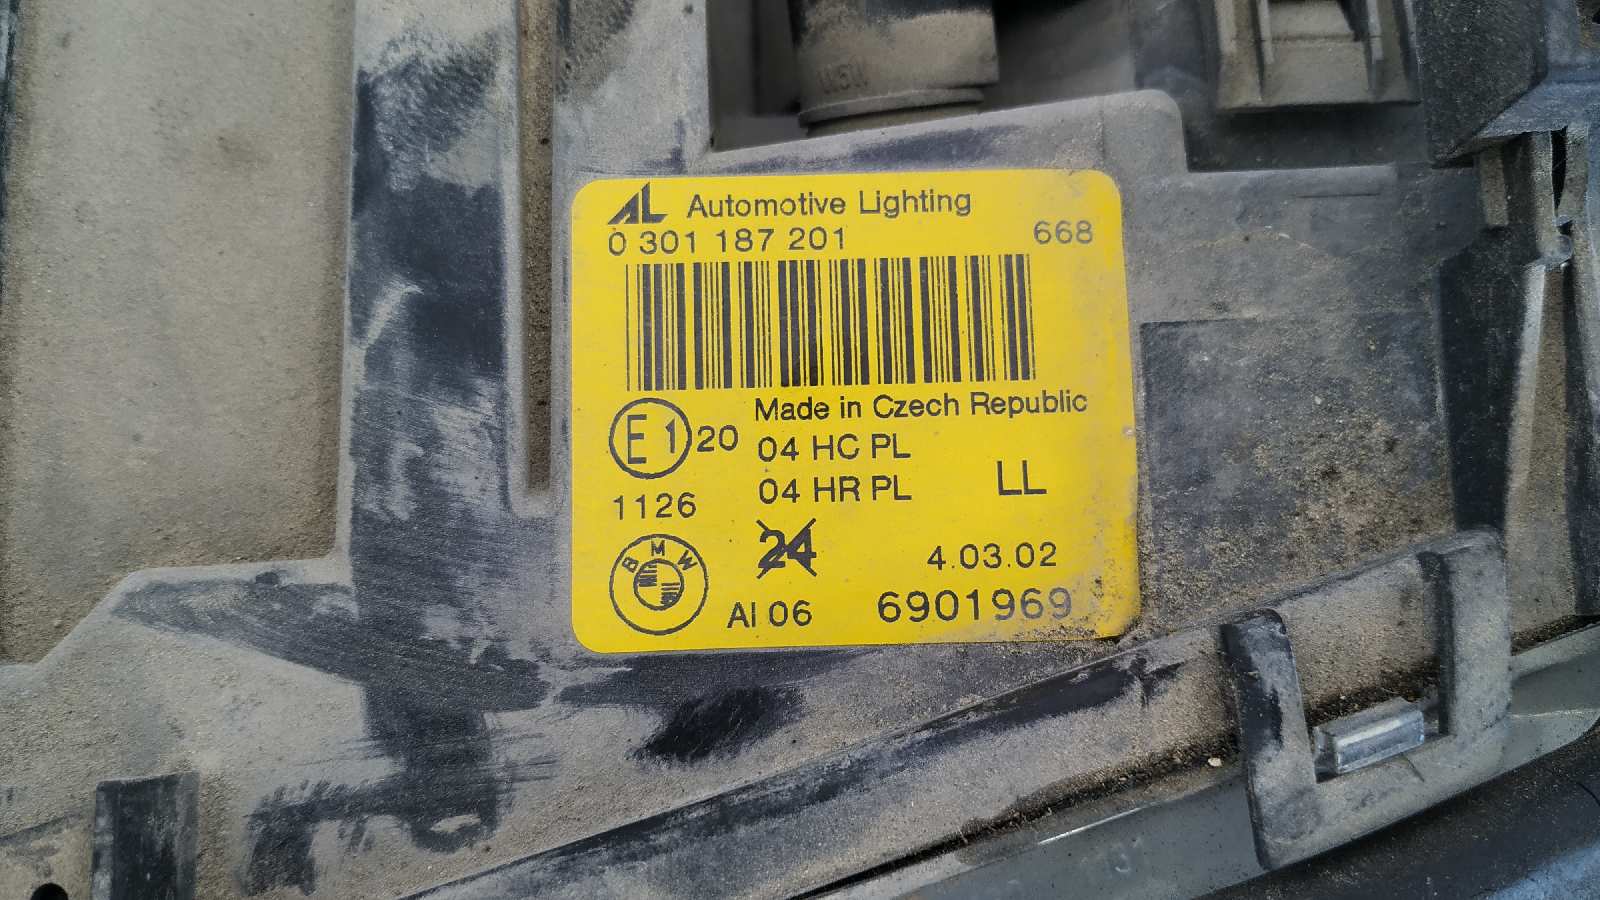 AL Automotive Lighting
0 301 187 201 668
Made in Czech Republic
E1 20 04 HC PL
04 HR PL LL
1126
24
4.03.02
BMW
AI 06 6901969